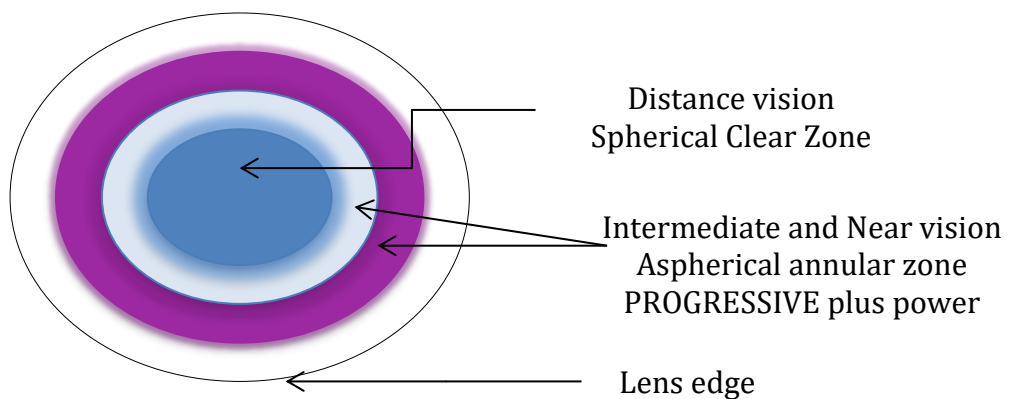 Distance vision
Spherical Clear Zone
Intermediate and Near vision
Aspherical annular zone
PROGRESSIVE plus power
Lens edge